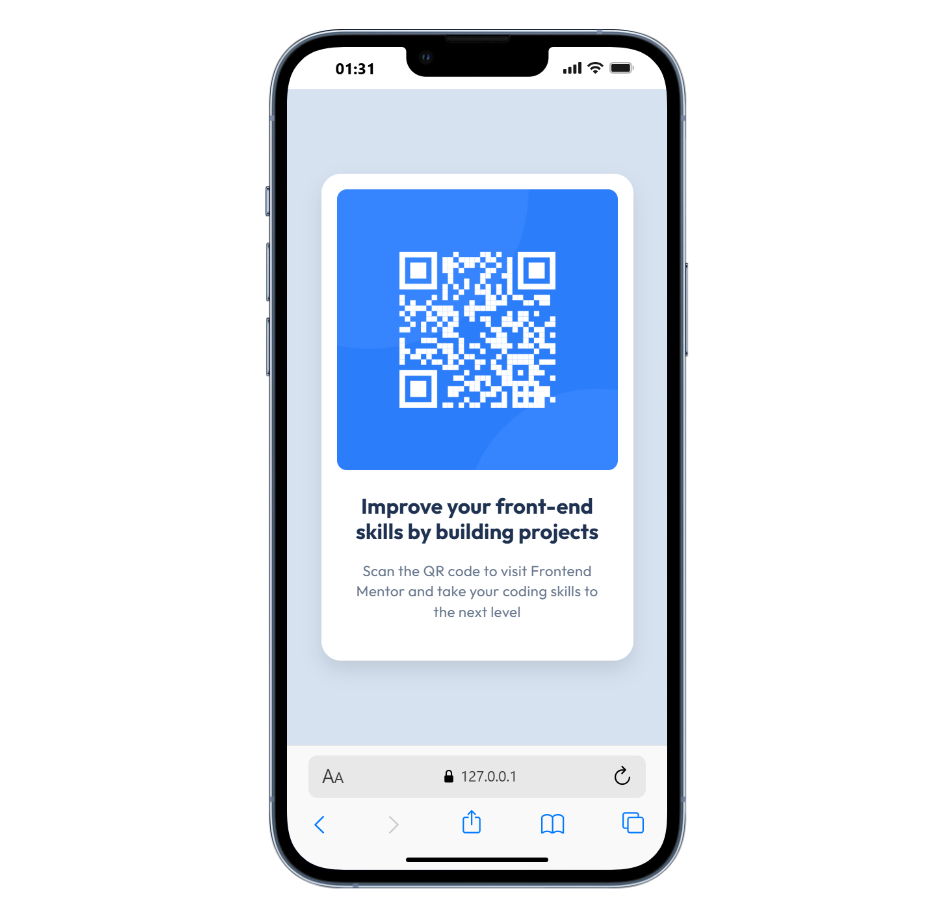 01:31
Improve your front-end
skills by building projects
Scan the QR code to visit Frontend
Mentor and take your coding skills to
the next level
AA
127.0.0.1